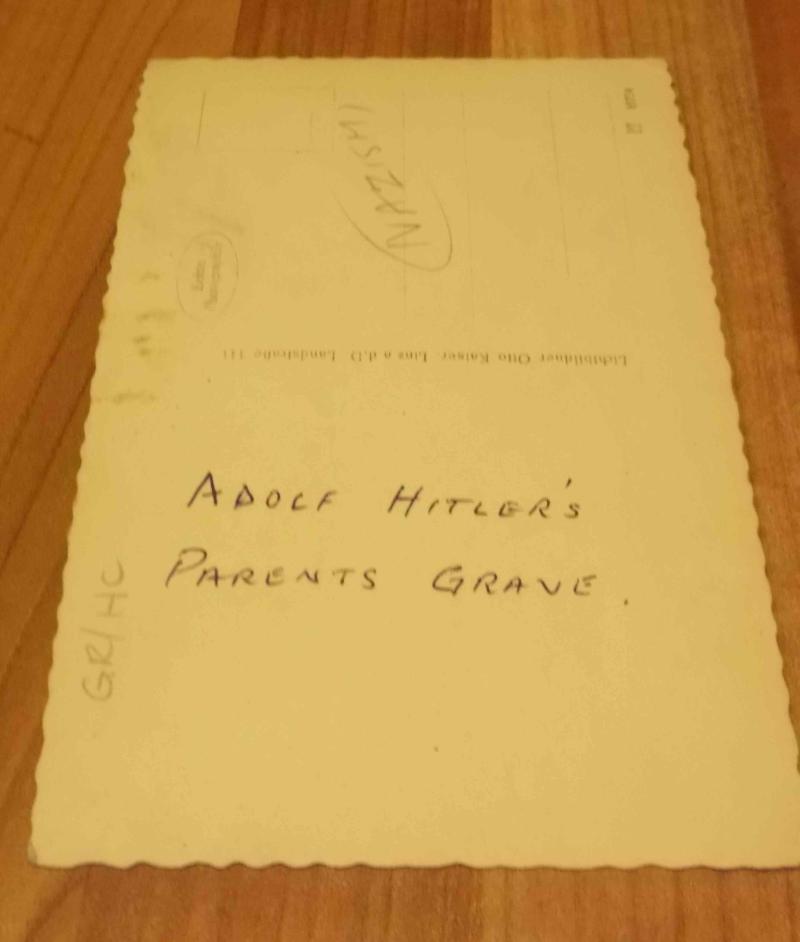 NAZISM
Lichtbildner Otto Kaiser, Linz a.d.D. Landstraße 111
ADOLF HITLER'S
PARENTS GRAVE.
GR/HC